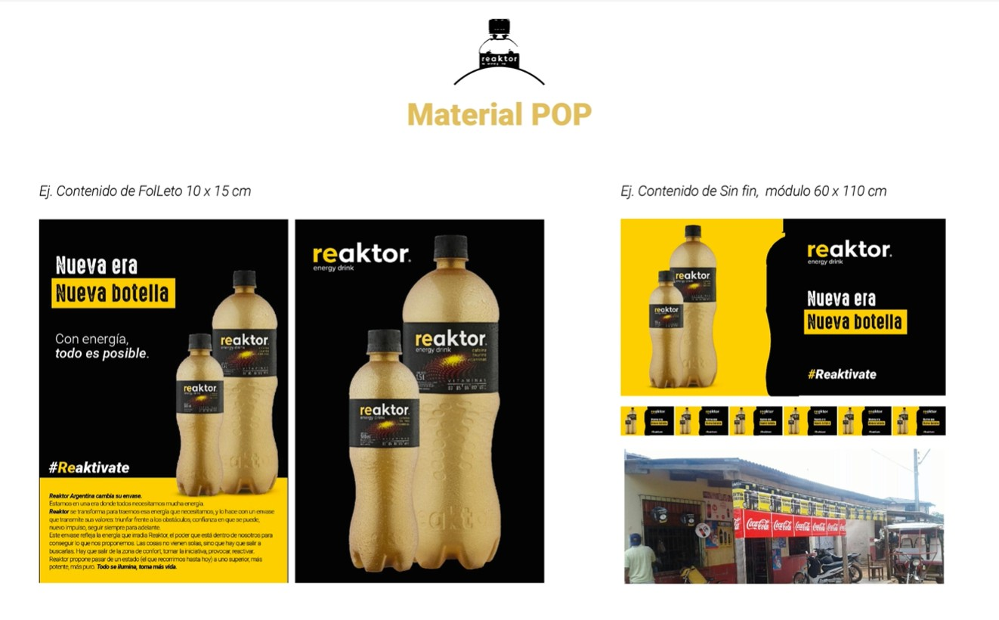 reaktor
Material POP
Ej. Contenido de FolLeto 10 x 15 cm
Nueva era
Nueva botella
Con energía,
todo es posible.
reaktor
energy drink
reaktor
energy drink
#Reaktivate
Reaktor Argentina cambia su envase.
Estamos en una era donde todos necesitamos mucha energía.
Reaktor se transforma para traernos esa energía que necesitamos, y lo hace con un envase
que transmite sus valores: triunfar frente a los obstáculos, confianza en que se puede,
nuevo impulso, seguir siempre para adelante.
Este envase refleja la energía que irradia Reaktor, el poder que está dentro de nosotros para
conseguir lo que nos proponemos. Las cosas no vienen solas, sino que hay que salir a
buscarlas. Hay que salir de la zona de confort, tomar la iniciativa, provocar, reactivar.
Reaktor propone pasar de un estado (el que recorrimos hasta hoy) a uno superior, más
potente, más puro. Todo se ilumina, toma más vida.
reaktor.
energy drink
reaktor.
energy drink
VITAMINAS
reaktor.
energy drink
Ej. Contenido de Sin fin, módulo 60 x 110 cm
reaktor.
energy drink
reaktor
reaktor.
energy drink
Nueva era
Nueva botella
#Reaktivate
Coca-Cola
Coca-Cola
Coca-Cola
Coca-Cola
Coca-Cola